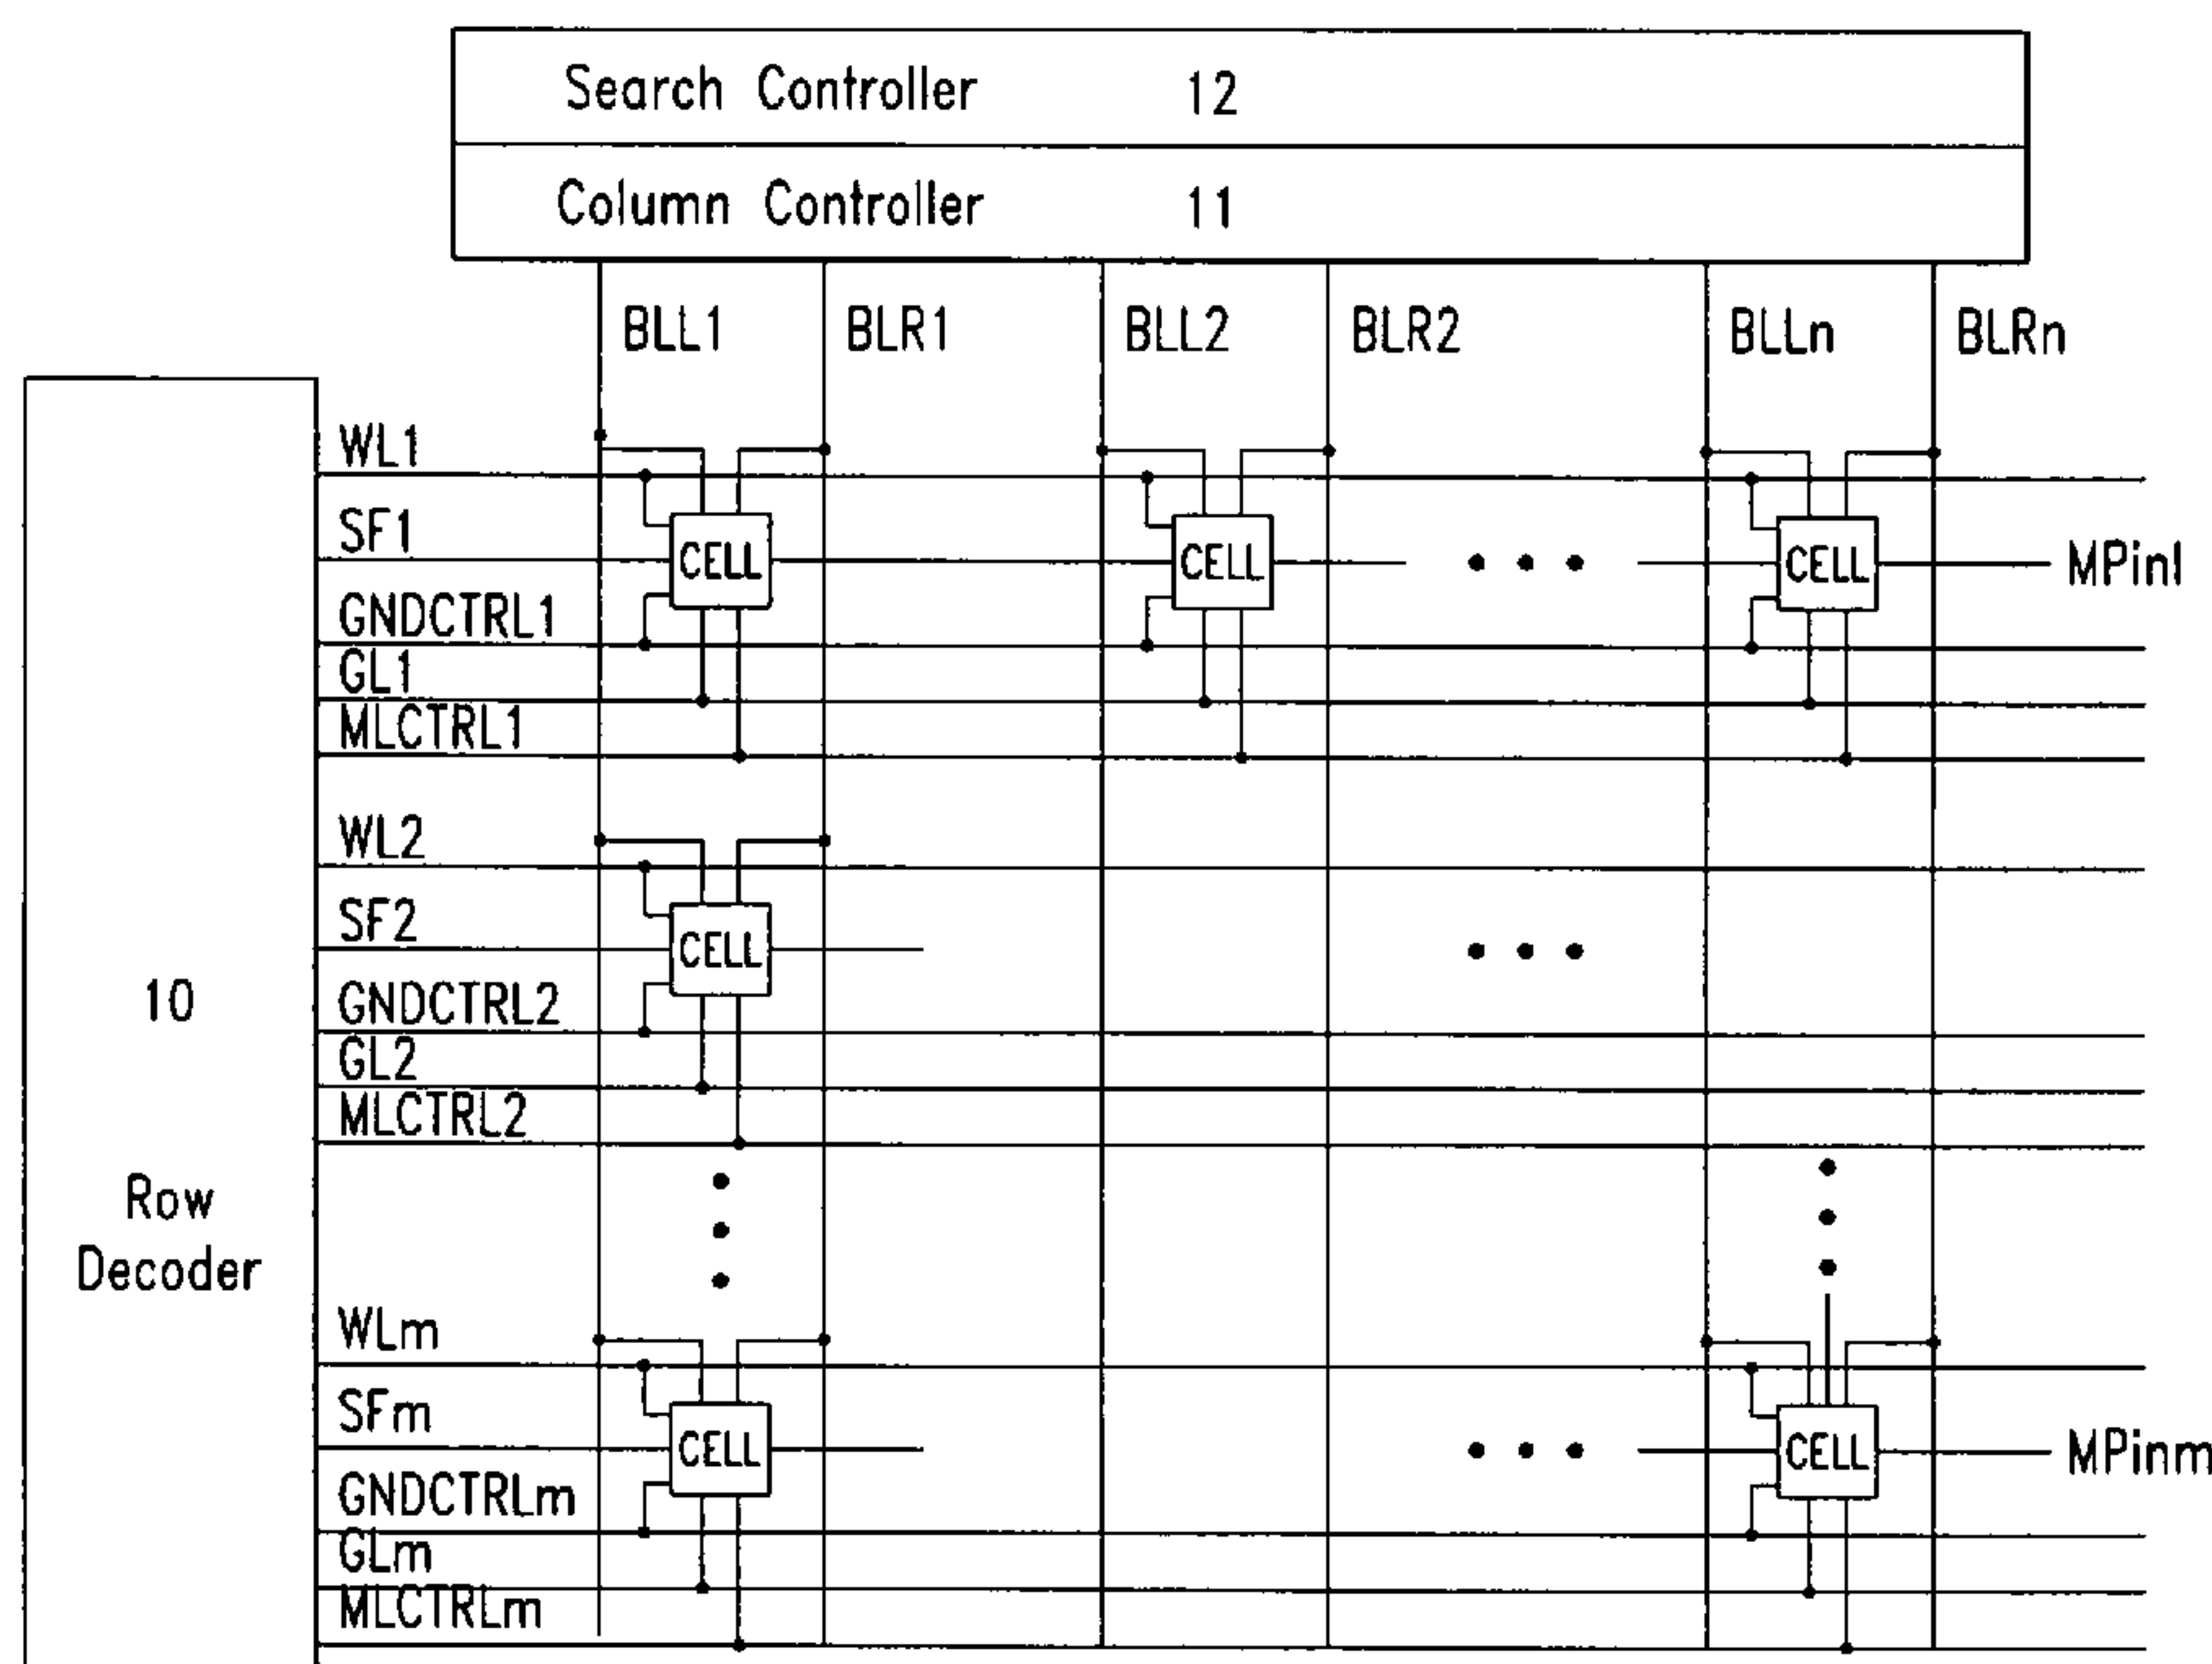 Search Controller 12
Column Controller 11
BLL1 BLR1 BLL2 BLR2 BLLn BLRn
WL1
SF1
CELL CELL CELL MPin1
GNDCTRL1
GL1
MLCTRL1
WL2
SF2
CELL
GNDCTRL2
GL2
MLCTRL2
10
Row
Decoder
WLm
SFm
CELL CELL MPinm
GNDCTRLm
GLm
MLCTRLm